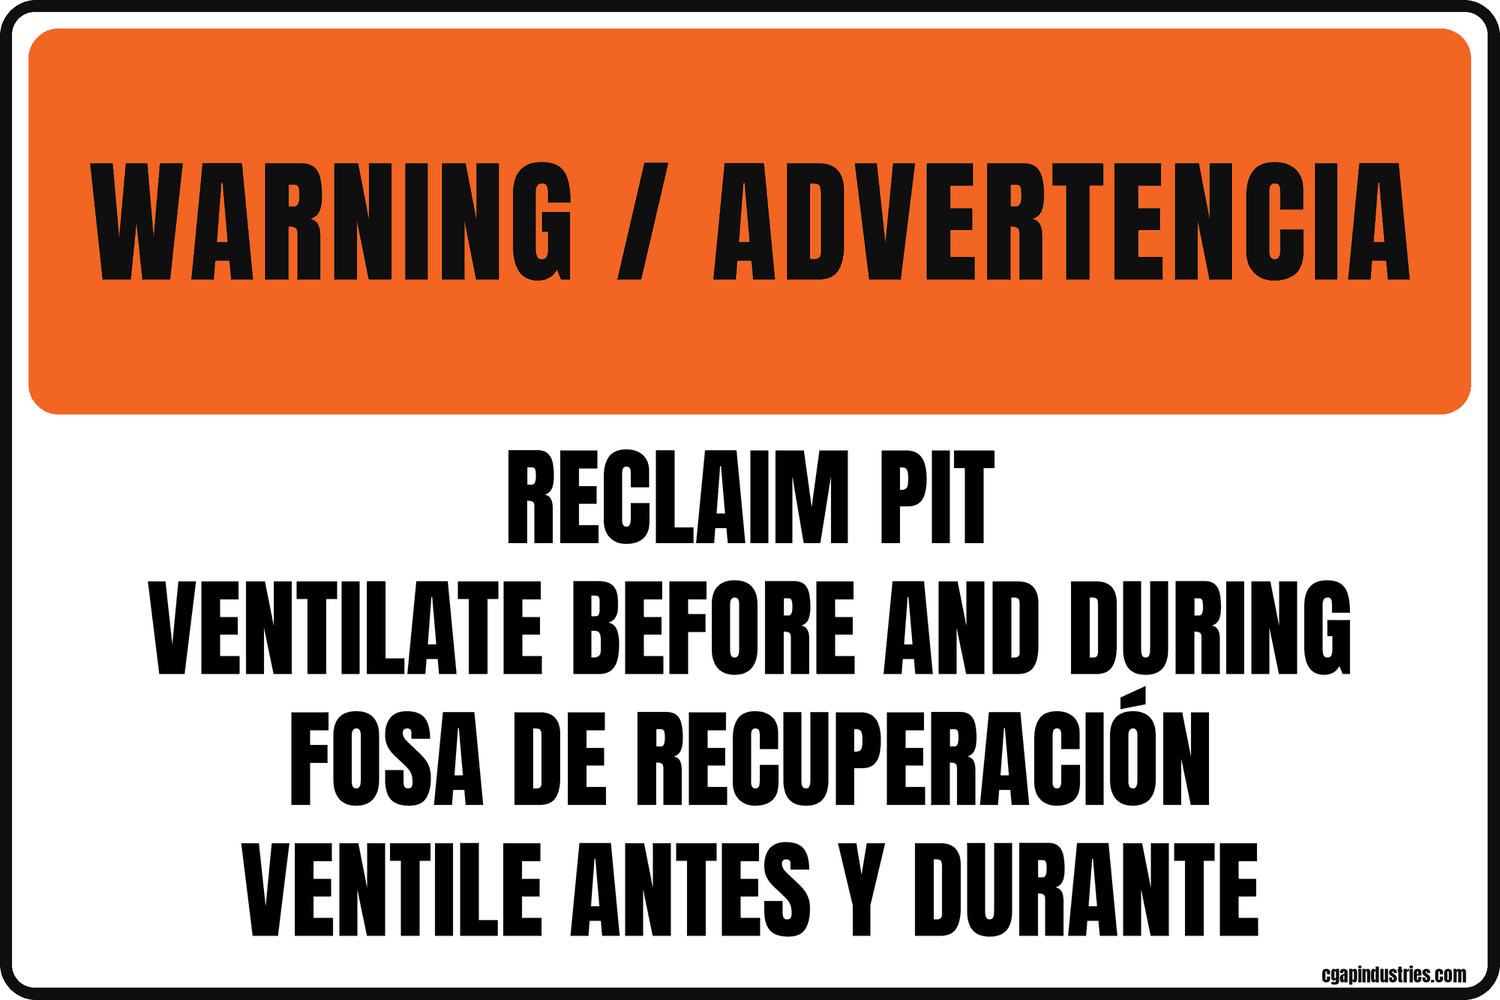 WARNING / ADVERTENCIA
RECLAIM PIT
VENTILATE BEFORE AND DURING
FOSA DE RECUPERACIÓN
VENTILE ANTES Y DURANTE
cgapindustries.com